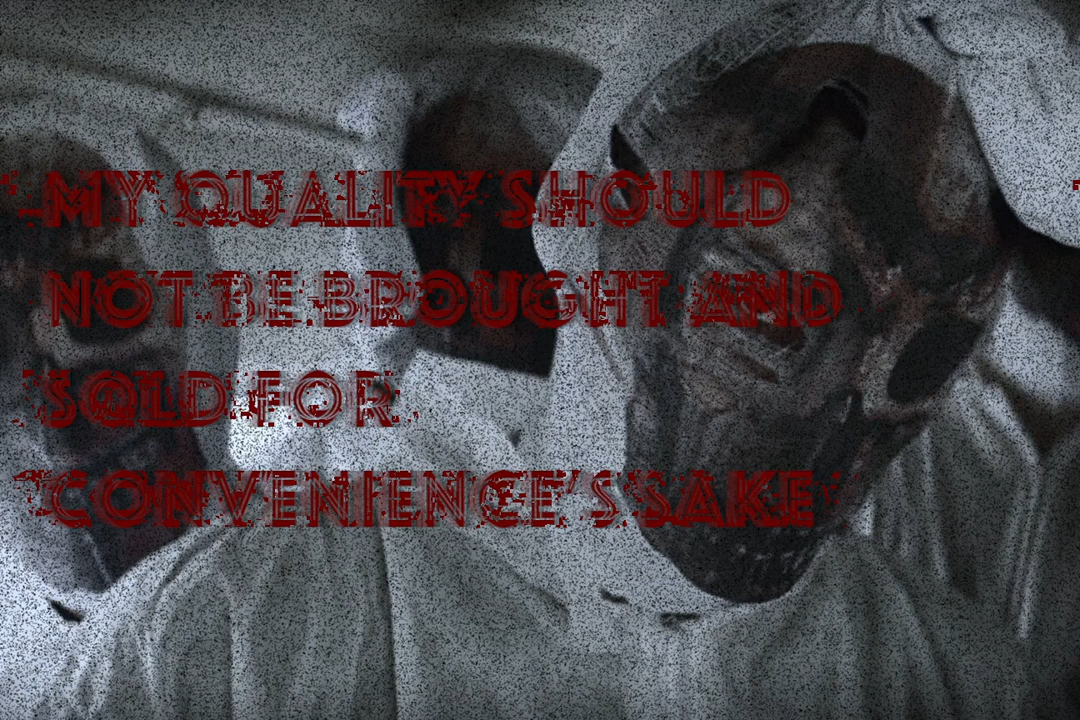 MY QUALITY SHOULD
NOT BE BROUGHT AND
SOLD FOR
CONVENIENCE'S SAKE